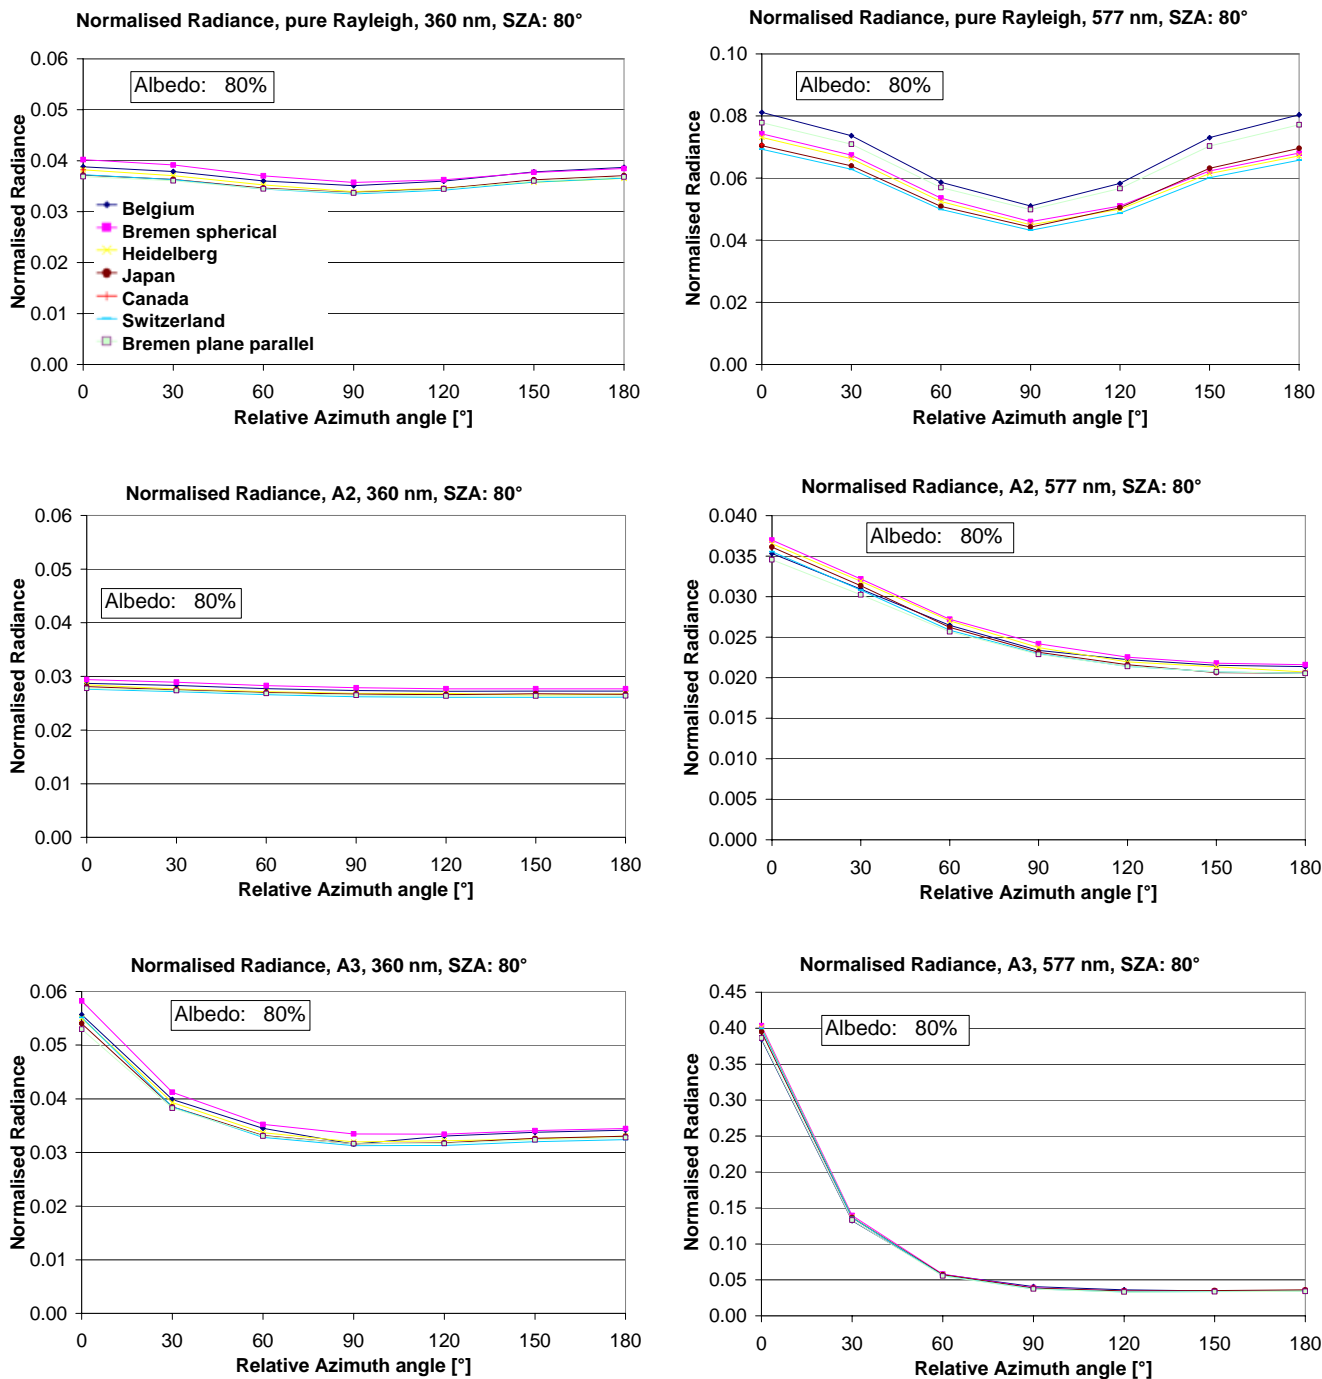 Normalised Radiance, pure Rayleigh, 360 nm, SZA: 80°
Albedo: 80%
Normalised Radiance
0.06
0.05
0.04
0.03
0.02
0.01
0.00
Belgium
Bremen spherical
Heidelberg
Japan
Canada
Switzerland
Bremen plane parallel
0 30 60 90 120 150 180
Relative Azimuth angle [°]
Normalised Radiance, pure Rayleigh, 577 nm, SZA: 80°
Albedo: 80%
Normalised Radiance
0.10
0.08
0.06
0.04
0.02
0.00
0 30 60 90 120 150 180
Relative Azimuth angle [°]
Normalised Radiance, A2, 360 nm, SZA: 80°
Albedo: 80%
Normalised Radiance
0.06
0.05
0.04
0.03
0.02
0.01
0.00
0 30 60 90 120 150 180
Relative Azimuth angle [°]
Normalised Radiance, A2, 577 nm, SZA: 80°
Albedo: 80%
Normalised Radiance
0.040
0.035
0.030
0.025
0.020
0.015
0.010
0.005
0.000
0 30 60 90 120 150 180
Relative Azimuth angle [°]
Normalised Radiance, A3, 360 nm, SZA: 80°
Albedo: 80%
Normalised Radiance
0.06
0.05
0.04
0.03
0.02
0.01
0.00
0 30 60 90 120 150 180
Relative Azimuth angle [°]
Normalised Radiance, A3, 577 nm, SZA: 80°
Albedo: 80%
Normalised Radiance
0.45
0.40
0.35
0.30
0.25
0.20
0.15
0.10
0.05
0.00
0 30 60 90 120 150 180
Relative Azimuth angle [°]